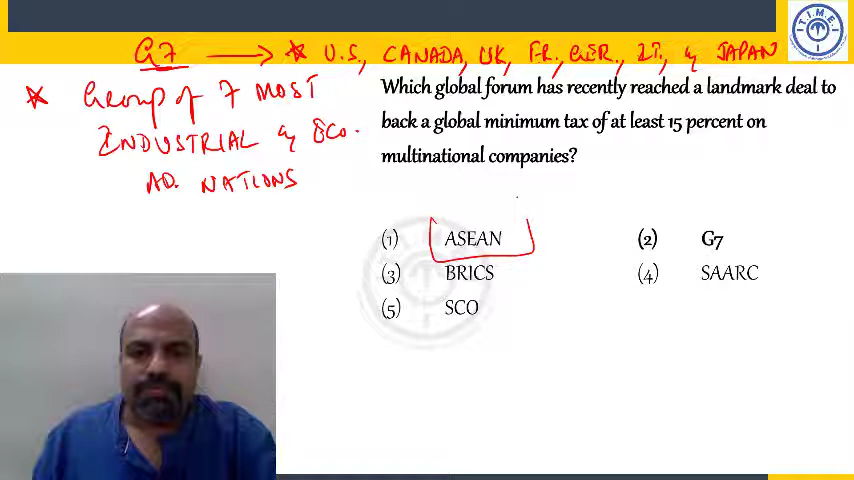 T.I.M.E.
G7 → * U.S., CANADA, UK, FR., GER., IT., & JAPAN
* GROUP OF 7 MOST
INDUSTRIAL & ECO.
AD. NATIONS
Which global forum has recently reached a landmark deal to
back a global minimum tax of at least 15 percent on
multinational companies?
(1) ASEAN (2) G7
(3) BRICS (4) SAARC
(5) SCO